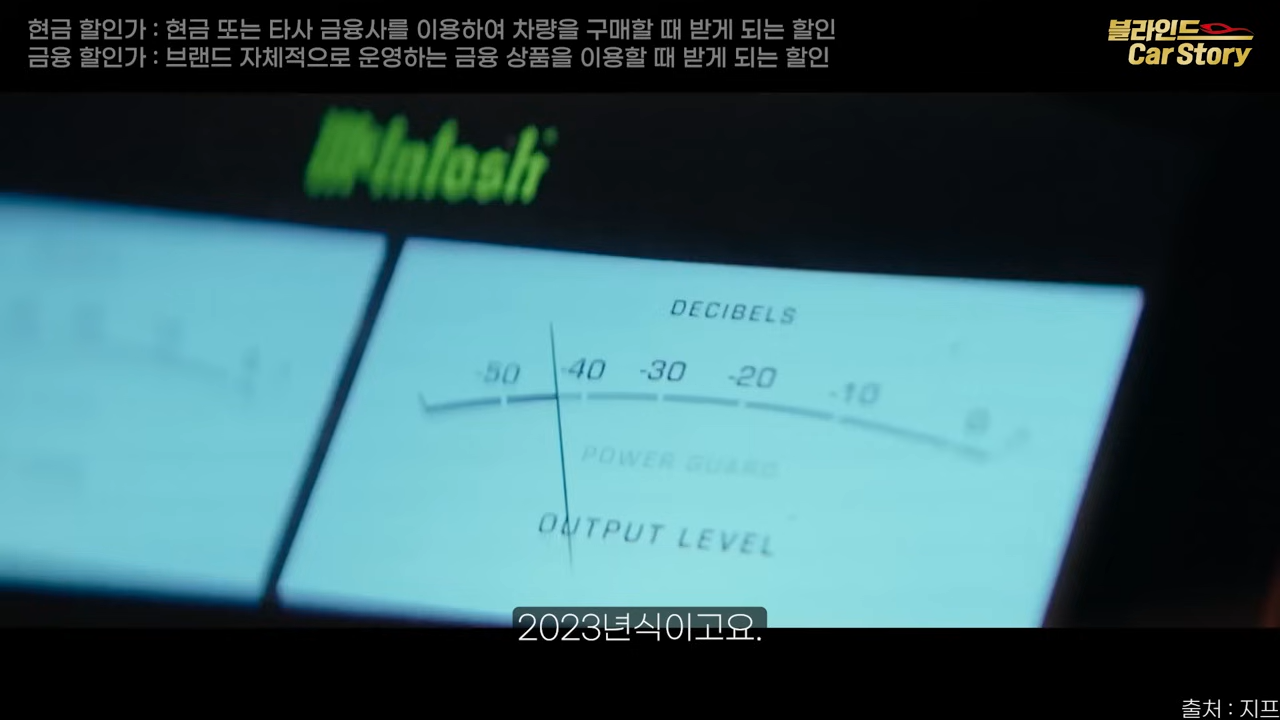 현금 할인가 : 현금 또는 타사 금융사를 이용하여 차량을 구매할 때 받게 되는 할인
금융 할인가 : 브랜드 자체적으로 운영하는 금융 상품을 이용할 때 받게 되는 할인
블라인드
Car Story
McIntosh
DECIBELS
-50 -40 -30 -20 -10 0
POWER GUARD
OUTPUT LEVEL
2023년식이고요.
출처 : 지프